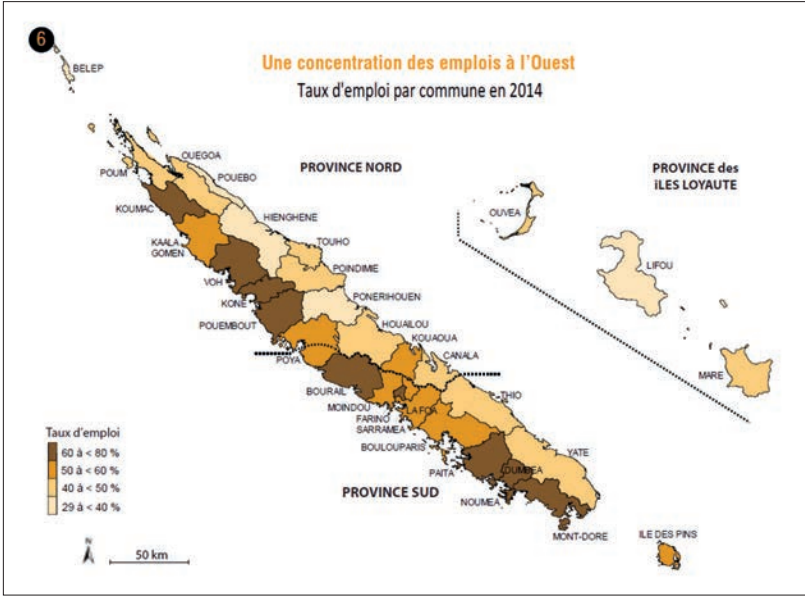 6
Une concentration des emplois à l'Ouest
Taux d'emploi par commune en 2014
BELEP
OUEGOA
POUEBO
POUM
PROVINCE NORD
PROVINCE des
ÎLES LOYAUTE
KOUMAC
HIENGHENE
OUVEA
KAALA
GOMEN
TOUHO
POINDIMIE
LIFOU
VOH
KONE
PONERIHOUEN
POUEMBOUT
HOUAILOU
KOUAOUA
CANALA
POYA
MARE
BOURAIL
THIO
MOINDOU
LA FOA
FARINO
SARRAMEA
BOULOUPARIS
YATE
PAITA
DUMBEA
PROVINCE SUD
NOUMEA
MONT-DORE
ILE DES PINS
Taux d'emploi
60 à < 80 %
50 à < 60 %
40 à < 50 %
29 à < 40 %
N
50 km